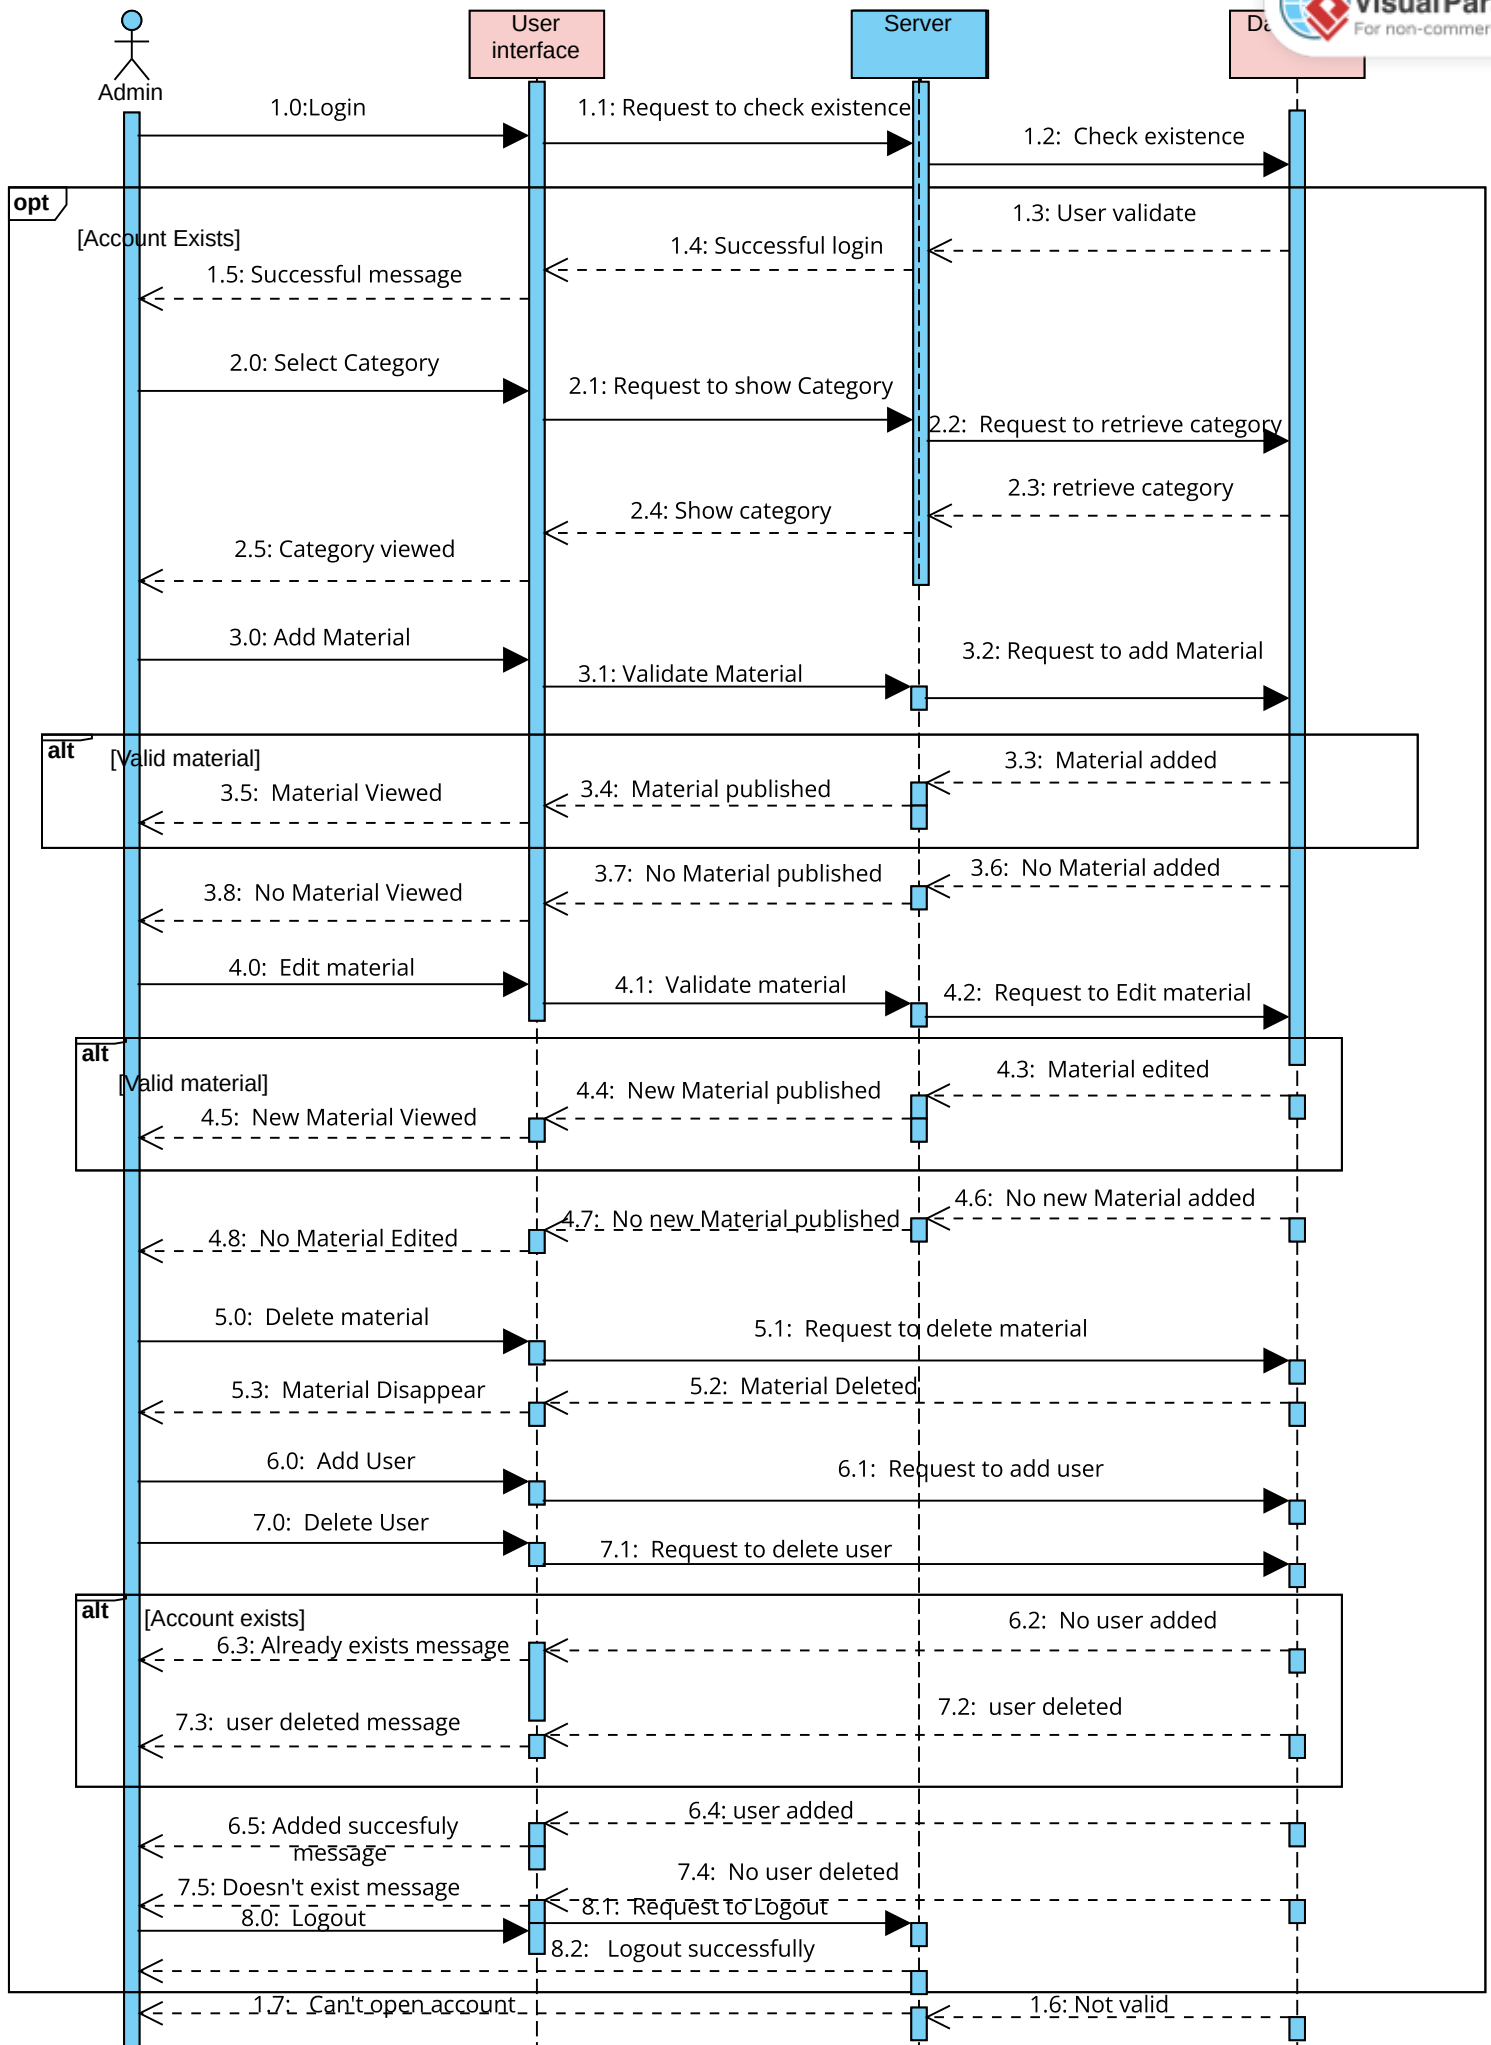 User
interface
Server
VisualPar
For non-commer
Da
Admin
1.0:Login
1.1: Request to check existence
1.2: Check existence
opt
[Account Exists]
1.3: User validate
1.4: Successful login
1.5: Successful message
2.0: Select Category
2.1: Request to show Category
2.2: Request to retrieve category
2.3: retrieve category
2.4: Show category
2.5: Category viewed
3.0: Add Material
3.1: Validate Material
3.2: Request to add Material
alt
[Valid material]
3.3: Material added
3.4: Material published
3.5: Material Viewed
3.6: No Material added
3.7: No Material published
3.8: No Material Viewed
4.0: Edit material
4.1: Validate material
4.2: Request to Edit material
alt
[Valid material]
4.3: Material edited
4.4: New Material published
4.5: New Material Viewed
4.6: No new Material added
4.7: No new Material published
4.8: No Material Edited
5.0: Delete material
5.1: Request to delete material
5.2: Material Deleted
5.3: Material Disappear
6.0: Add User
6.1: Request to add user
7.0: Delete User
7.1: Request to delete user
alt
[Account exists]
6.2: No user added
6.3: Already exists message
7.2: user deleted
7.3: user deleted message
6.4: user added
6.5: Added succesfuly
message
7.4: No user deleted
7.5: Doesn't exist message
8.0: Logout
8.1: Request to Logout
8.2: Logout successfully
1.7: Can't open account
1.6: Not valid